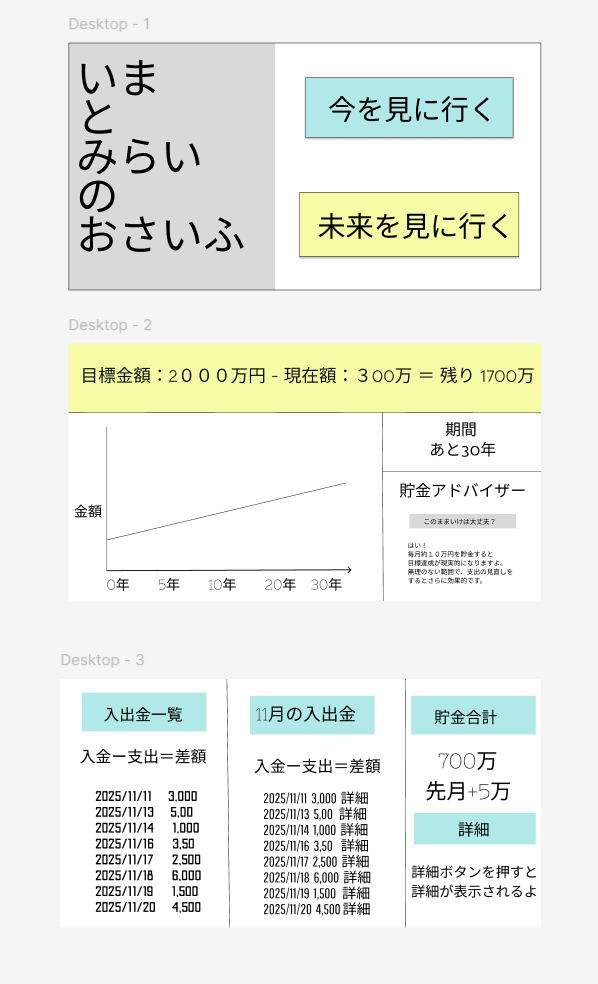 Desktop - 1
いま
と
みらい
の
おさいふ
今を見に行く
未来を見に行く
Desktop - 2
目標金額：2０００万円 - 現在額：３00万 ＝ 残り 1700万
金額
0年 5年 10年 20年 30年
期間
あと30年
貯金アドバイザー
このままいけば大丈夫？
はい！
毎月約１０万円を貯金すると
目標達成が現実的になりますよ。
無理のない範囲で、支出の見直しを
するとさらに効果的です。
Desktop - 3
入出金一覧
入金ー支出＝差額
2025/11/11 3,000
2025/11/13 5,00
2025/11/14 1,000
2025/11/16 3,50
2025/11/17 2,500
2025/11/18 6,000
2025/11/19 1,500
2025/11/20 4,500
11月の入出金
入金ー支出＝差額
2025/11/11 3,000 詳細
2025/11/13 5,00 詳細
2025/11/14 1,000 詳細
2025/11/16 3,50 詳細
2025/11/17 2,500 詳細
2025/11/18 6,000 詳細
2025/11/19 1,500 詳細
2025/11/20 4,500 詳細
貯金合計
700万
先月+5万
詳細
詳細ボタンを押すと
詳細が表示されるよ